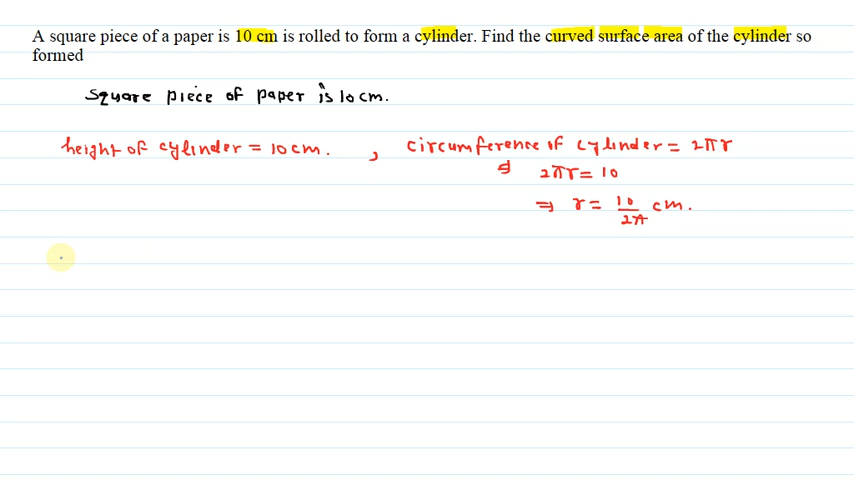 A square piece of a paper is 10 cm is rolled to form a cylinder. Find the curved surface area of the cylinder so
formed
square piece of paper is 10 cm.
height of cylinder = 10 cm. , circumference of cylinder = 2πr
⇒ 2πr = 10
⇒ r = 10/2π cm.